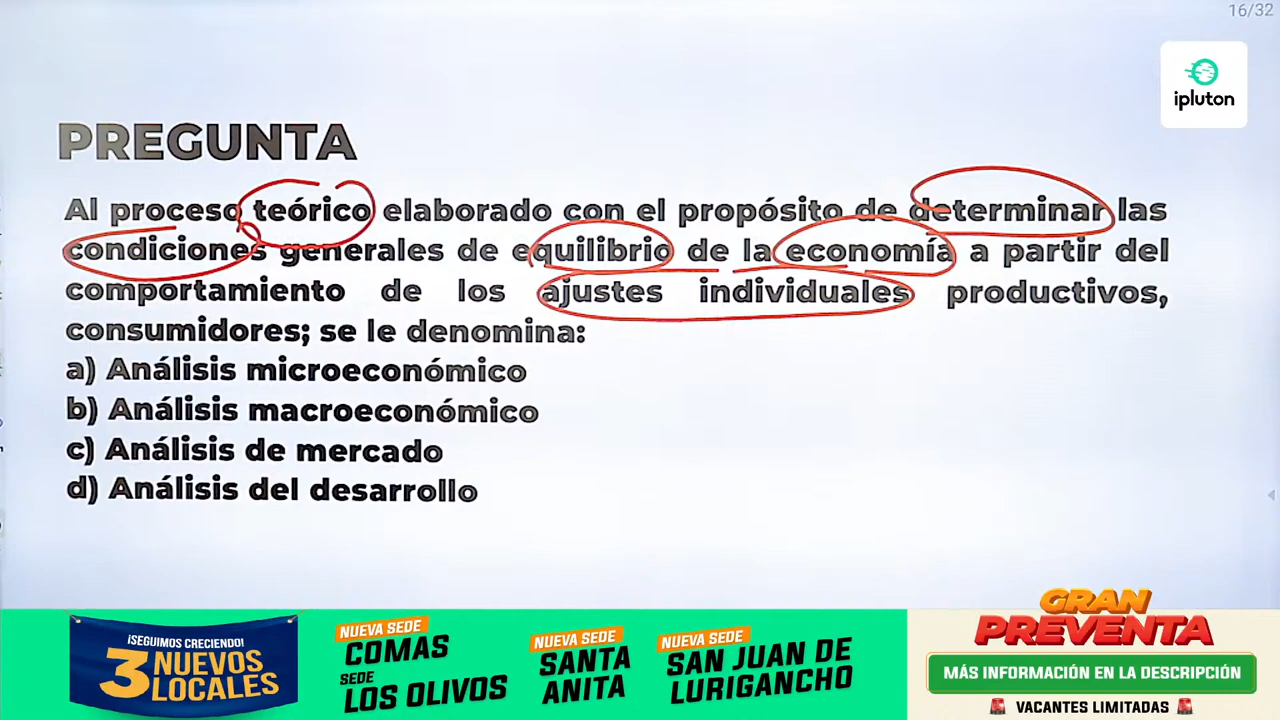 16/32
ipluton
PREGUNTA
Al proceso teórico elaborado con el propósito de determinar las
condiciones generales de equilibrio de la economía a partir del
comportamiento de los ajustes individuales productivos,
consumidores; se le denomina:
a) Análisis microeconómico
b) Análisis macroeconómico
c) Análisis de mercado
d) Análisis del desarrollo
¡SEGUIMOS CRECIENDO!
3 NUEVOS
LOCALES
NUEVA SEDE
COMAS
SEDE
LOS OLIVOS
NUEVA SEDE
SANTA
ANITA
NUEVA SEDE
SAN JUAN DE
LURIGANCHO
GRAN
PREVENTA
MÁS INFORMACIÓN EN LA DESCRIPCIÓN
VACANTES LIMITADAS